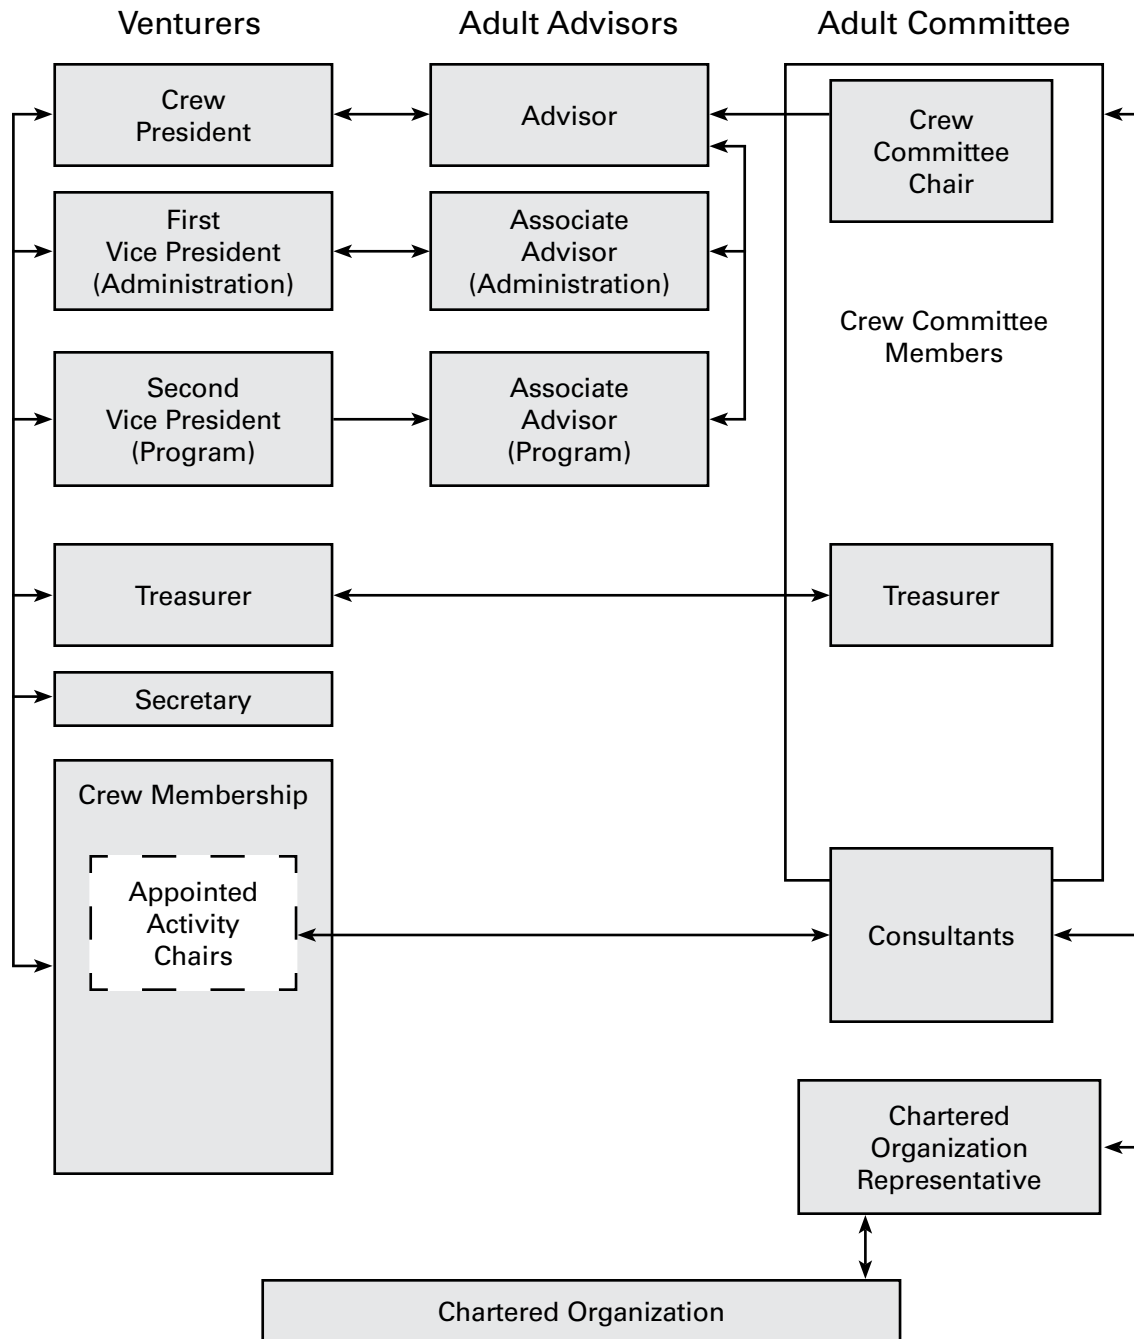 Venturers
Adult Advisors
Adult Committee
Crew
President
Advisor
Crew
Committee
Chair
First
Vice President
(Administration)
Associate
Advisor
(Administration)
Crew Committee
Members
Second
Vice President
(Program)
Associate
Advisor
(Program)
Treasurer
Treasurer
Secretary
Crew Membership
Appointed
Activity
Chairs
Consultants
Chartered
Organization
Representative
Chartered Organization